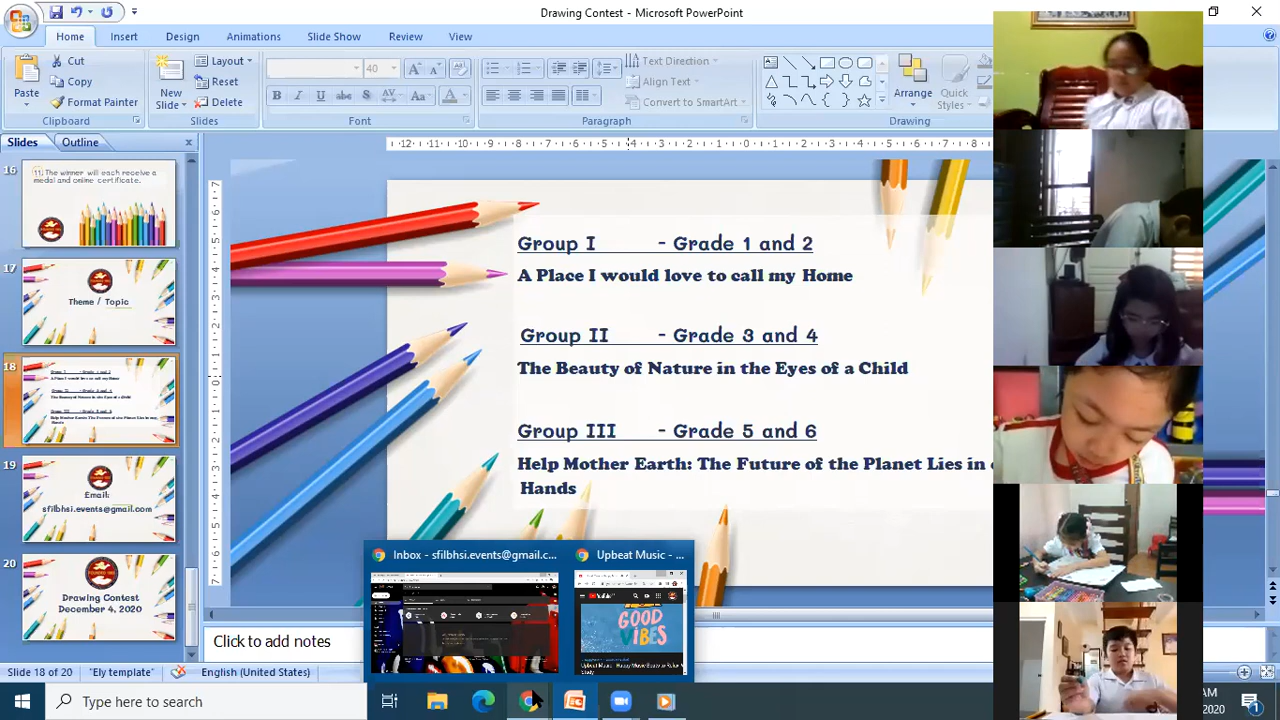 Drawing Contest - Microsoft PowerPoint
Home
Insert
Design
Animations
View
Paste
Cut
Copy
Format Painter
Clipboard
New
Slide
Layout
Reset
Delete
Slides
40
Text Direction
Align Text
Convert to SmartArt
Paragraph
Arrange
Quick
Styles
Drawing
Slides
Outline
16
11. The winner will each receive a
medal and online certificate.
17
Theme / Topic
18
19
Email:
sfilbhsi.events@gmail.com
20
Drawing Contest
December 4, 2020
Group I - Grade 1 and 2
A Place I would love to call my Home
Group II - Grade 3 and 4
The Beauty of Nature in the Eyes of a Child
Group III - Grade 5 and 6
Help Mother Earth: The Future of the Planet Lies in
Hands
Inbox - sfilbhsi.events@gmail.c...
Upbeat Music - ...
GOOD
VIBES
Click to add notes
Slide 18 of 20
"Ely template"
English (United States)
Type here to search
AM
2020